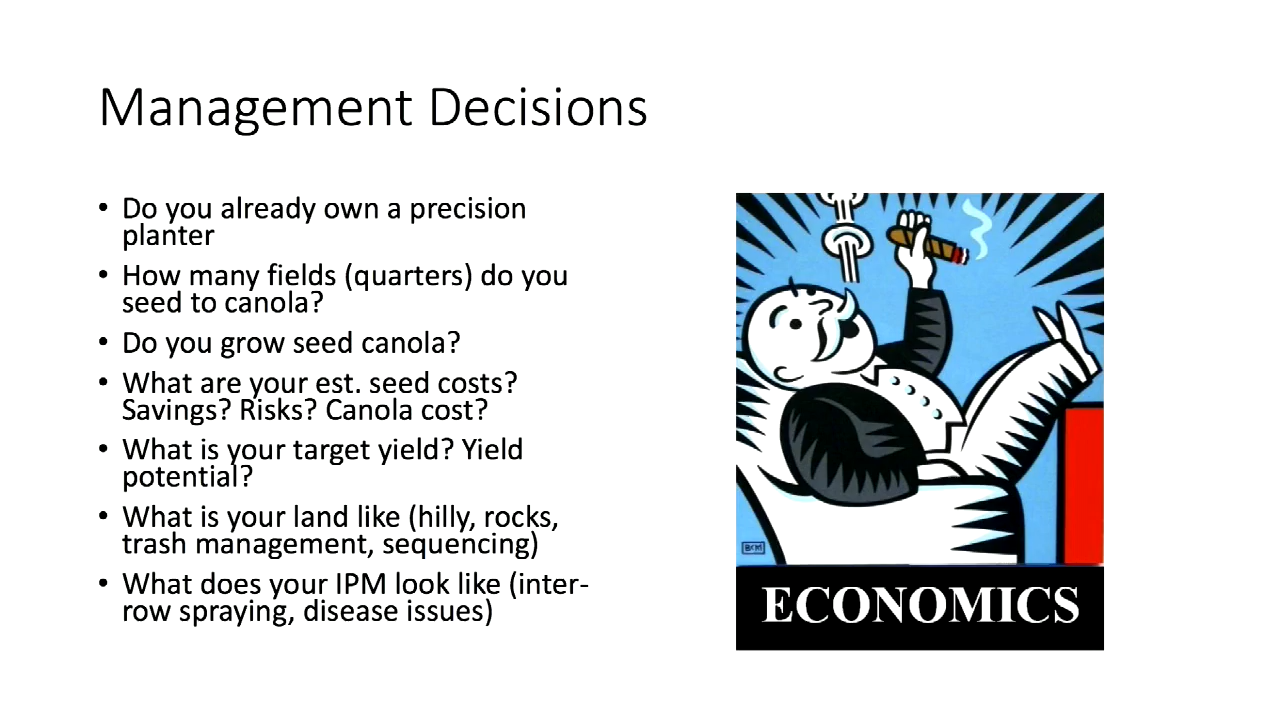 Management Decisions
• Do you already own a precision
planter
• How many fields (quarters) do you
seed to canola?
• Do you grow seed canola?
• What are your est. seed costs?
Savings? Risks? Canola cost?
• What is your target yield? Yield
potential?
• What is your land like (hilly, rocks,
trash management, sequencing)
• What does your IPM look like (inter-
row spraying, disease issues)
ECONOMICS